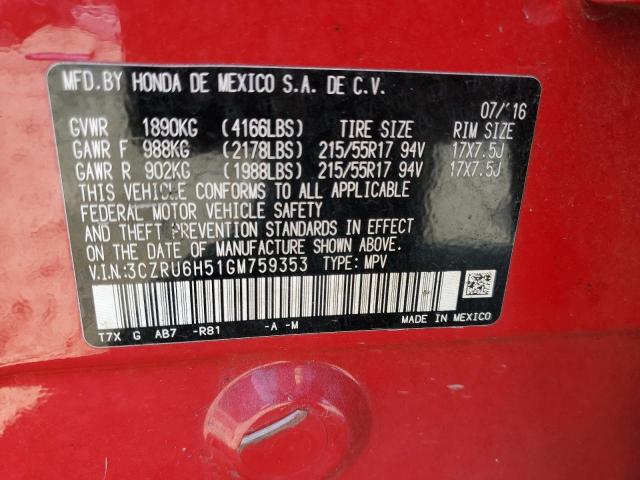 MFD.BY HONDA DE MEXICO S.A. DE C.V.
07/'16
GVWR 1890KG (4166LBS) TIRE SIZE RIM SIZE
GAWR F 988KG (2178LBS) 215/55R17 94V 17X7.5J
GAWR R 902KG (1988LBS) 215/55R17 94V 17X7.5J
THIS VEHICLE CONFORMS TO ALL APPLICABLE
FEDERAL MOTOR VEHICLE SAFETY
AND THEFT PREVENTION STANDARDS IN EFFECT
ON THE DATE OF MANUFACTURE SHOWN ABOVE.
V.I.N:3CZRU6H51GM759353 TYPE: MPV
T7X G AB7 -R81 -A -M MADE IN MEXICO